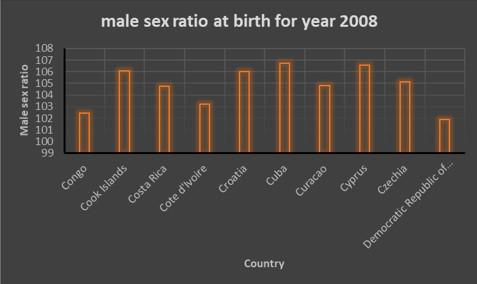 male sex ratio at birth for year 2008
Male sex ratio
108
107
106
105
104
103
102
101
100
99
Congo
Cook Islands
Costa Rica
Cote d'Ivoire
Croatia
Cuba
Curacao
Cyprus
Czechia
Democratic Republic of...
Country